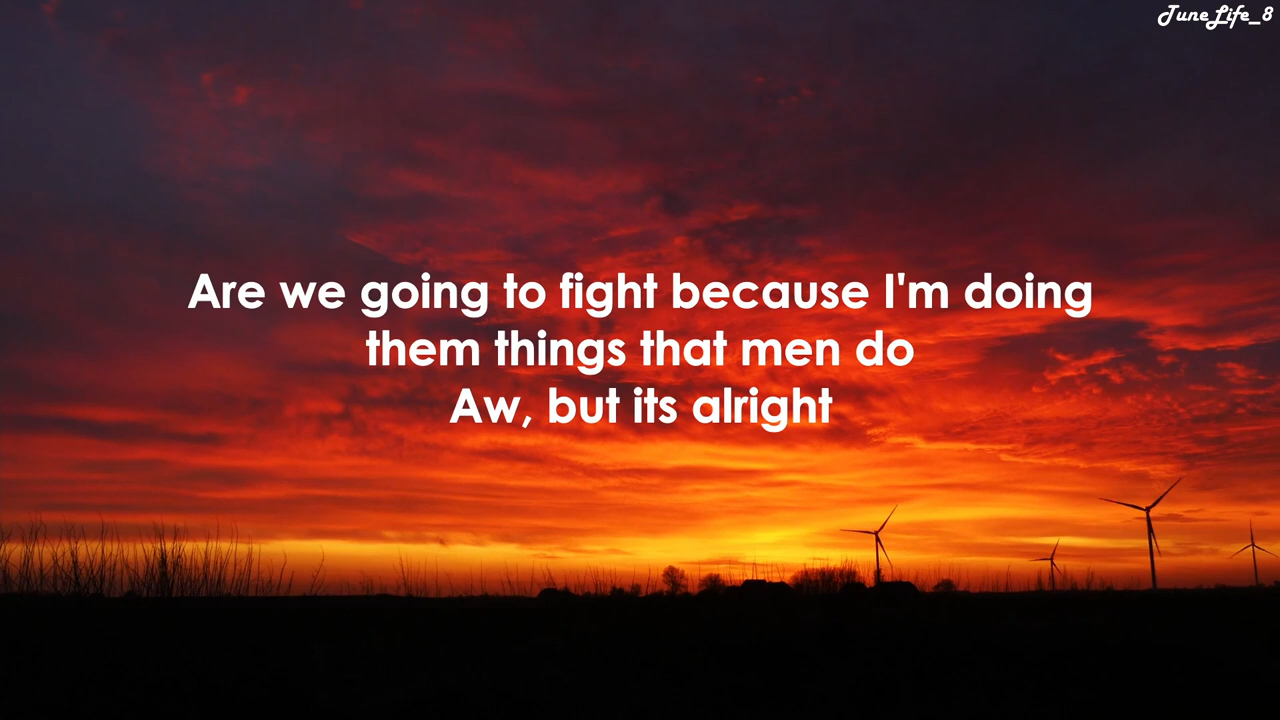 JuneLife_8
Are we going to fight because I'm doing
them things that men do
Aw, but its alright